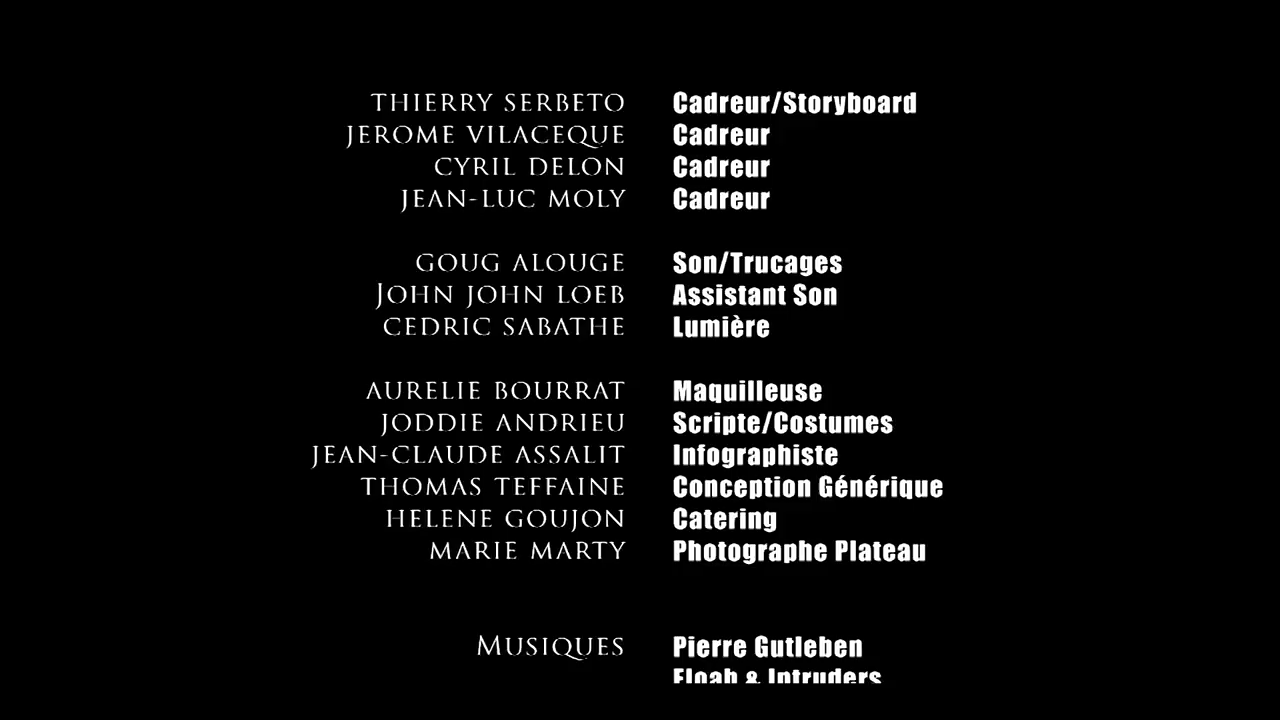 THIERRY SERBETO Cadreur/Storyboard
JEROME VILACEQUE Cadreur
CYRIL DELON Cadreur
JEAN-LUC MOLY Cadreur
GOUG ALOUGE Son/Trucages
JOHN JOHN LOEB Assistant Son
CEDRIC SABATHE Lumière
AURELIE BOURRAT Maquilleuse
JODDIE ANDRIEU Scripte/Costumes
JEAN-CLAUDE ASSALIT Infographiste
THOMAS TEFFAINE Conception Générique
HELENE GOUJON Catering
MARIE MARTY Photographe Plateau
MUSIQUES Pierre Gutleben
& Intruders